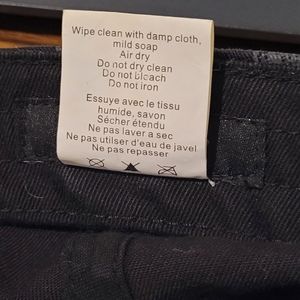 Wipe clean with damp cloth,
mild soap
Air dry
Do not dry clean
Do not bleach
Do not iron
Essuye avec le tissu
humide, savon
Sécher étendu
Ne pas laver a sec
Ne pas utiliser d'eau de javel
Ne pas repasser